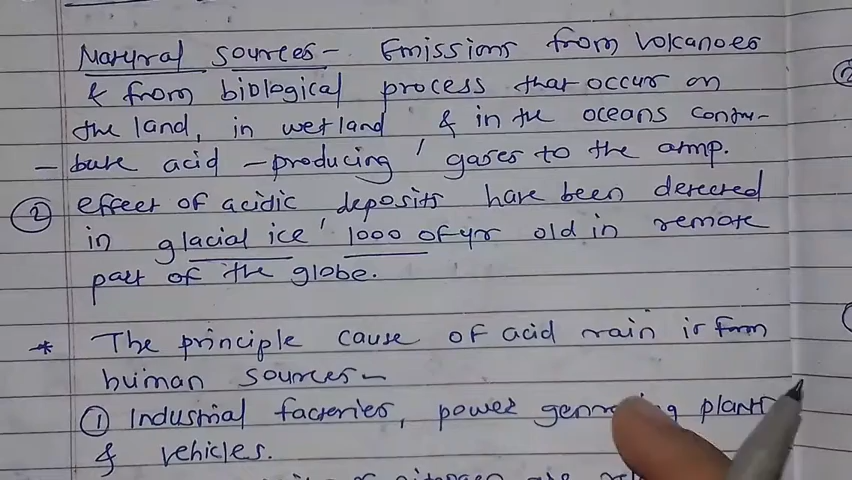 Natural sources - Emissions from volcanoes
& from biological process that occur on
the land, in wetland & in the oceans contri-
- bute acid - producing gases to the atmp.
② effect of acidic deposits have been detected
in glacial ice 1000 of yr old in remote
part of the globe.
* The principle cause of acid rain is from
human sources -
① Industrial factories, power plant
& vehicles.
nitrogen are